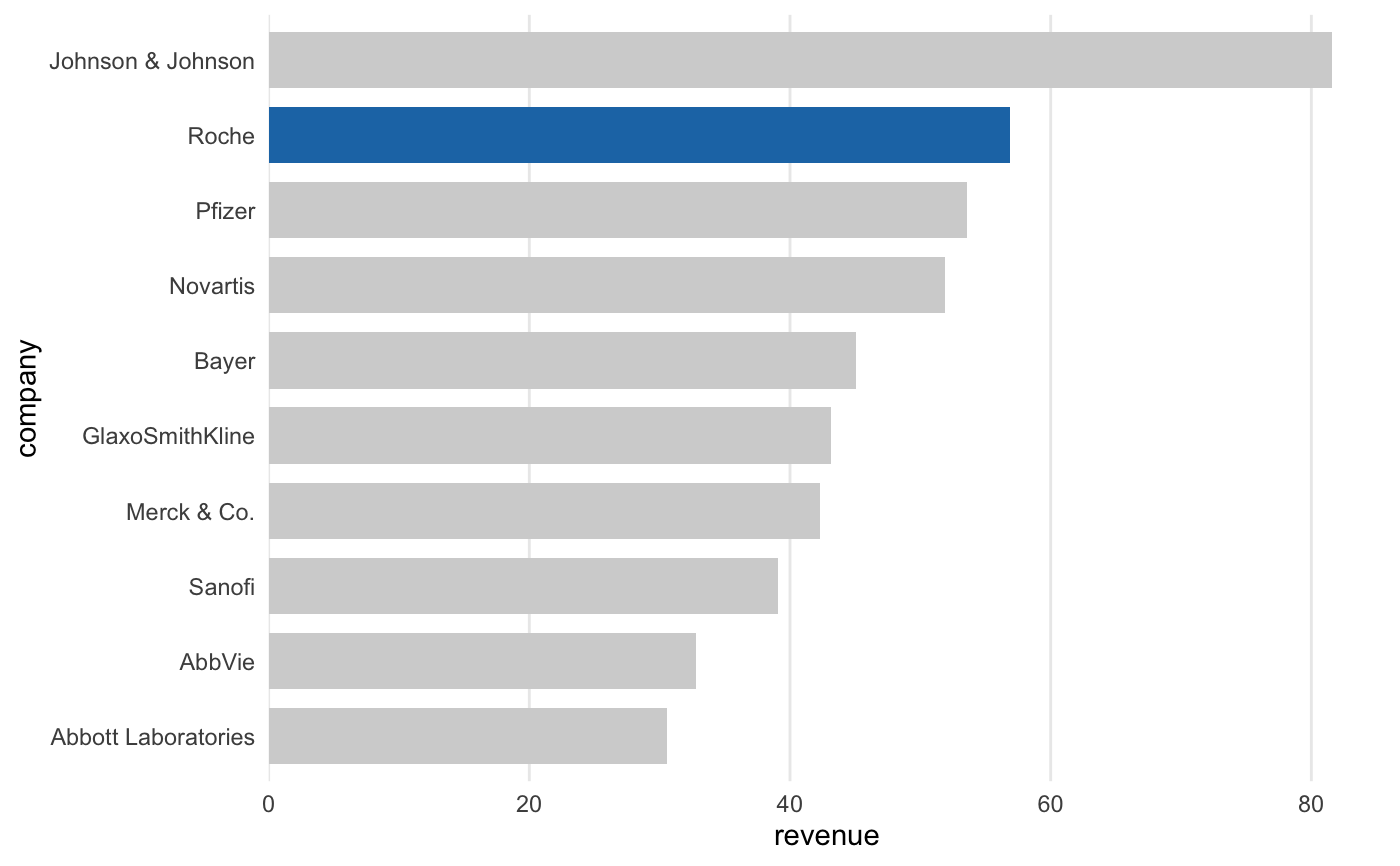 Johnson & Johnson
Roche
Pfizer
Novartis
Bayer
GlaxoSmithKline
Merck & Co.
Sanofi
AbbVie
Abbott Laboratories
company
0 20 40 60 80
revenue